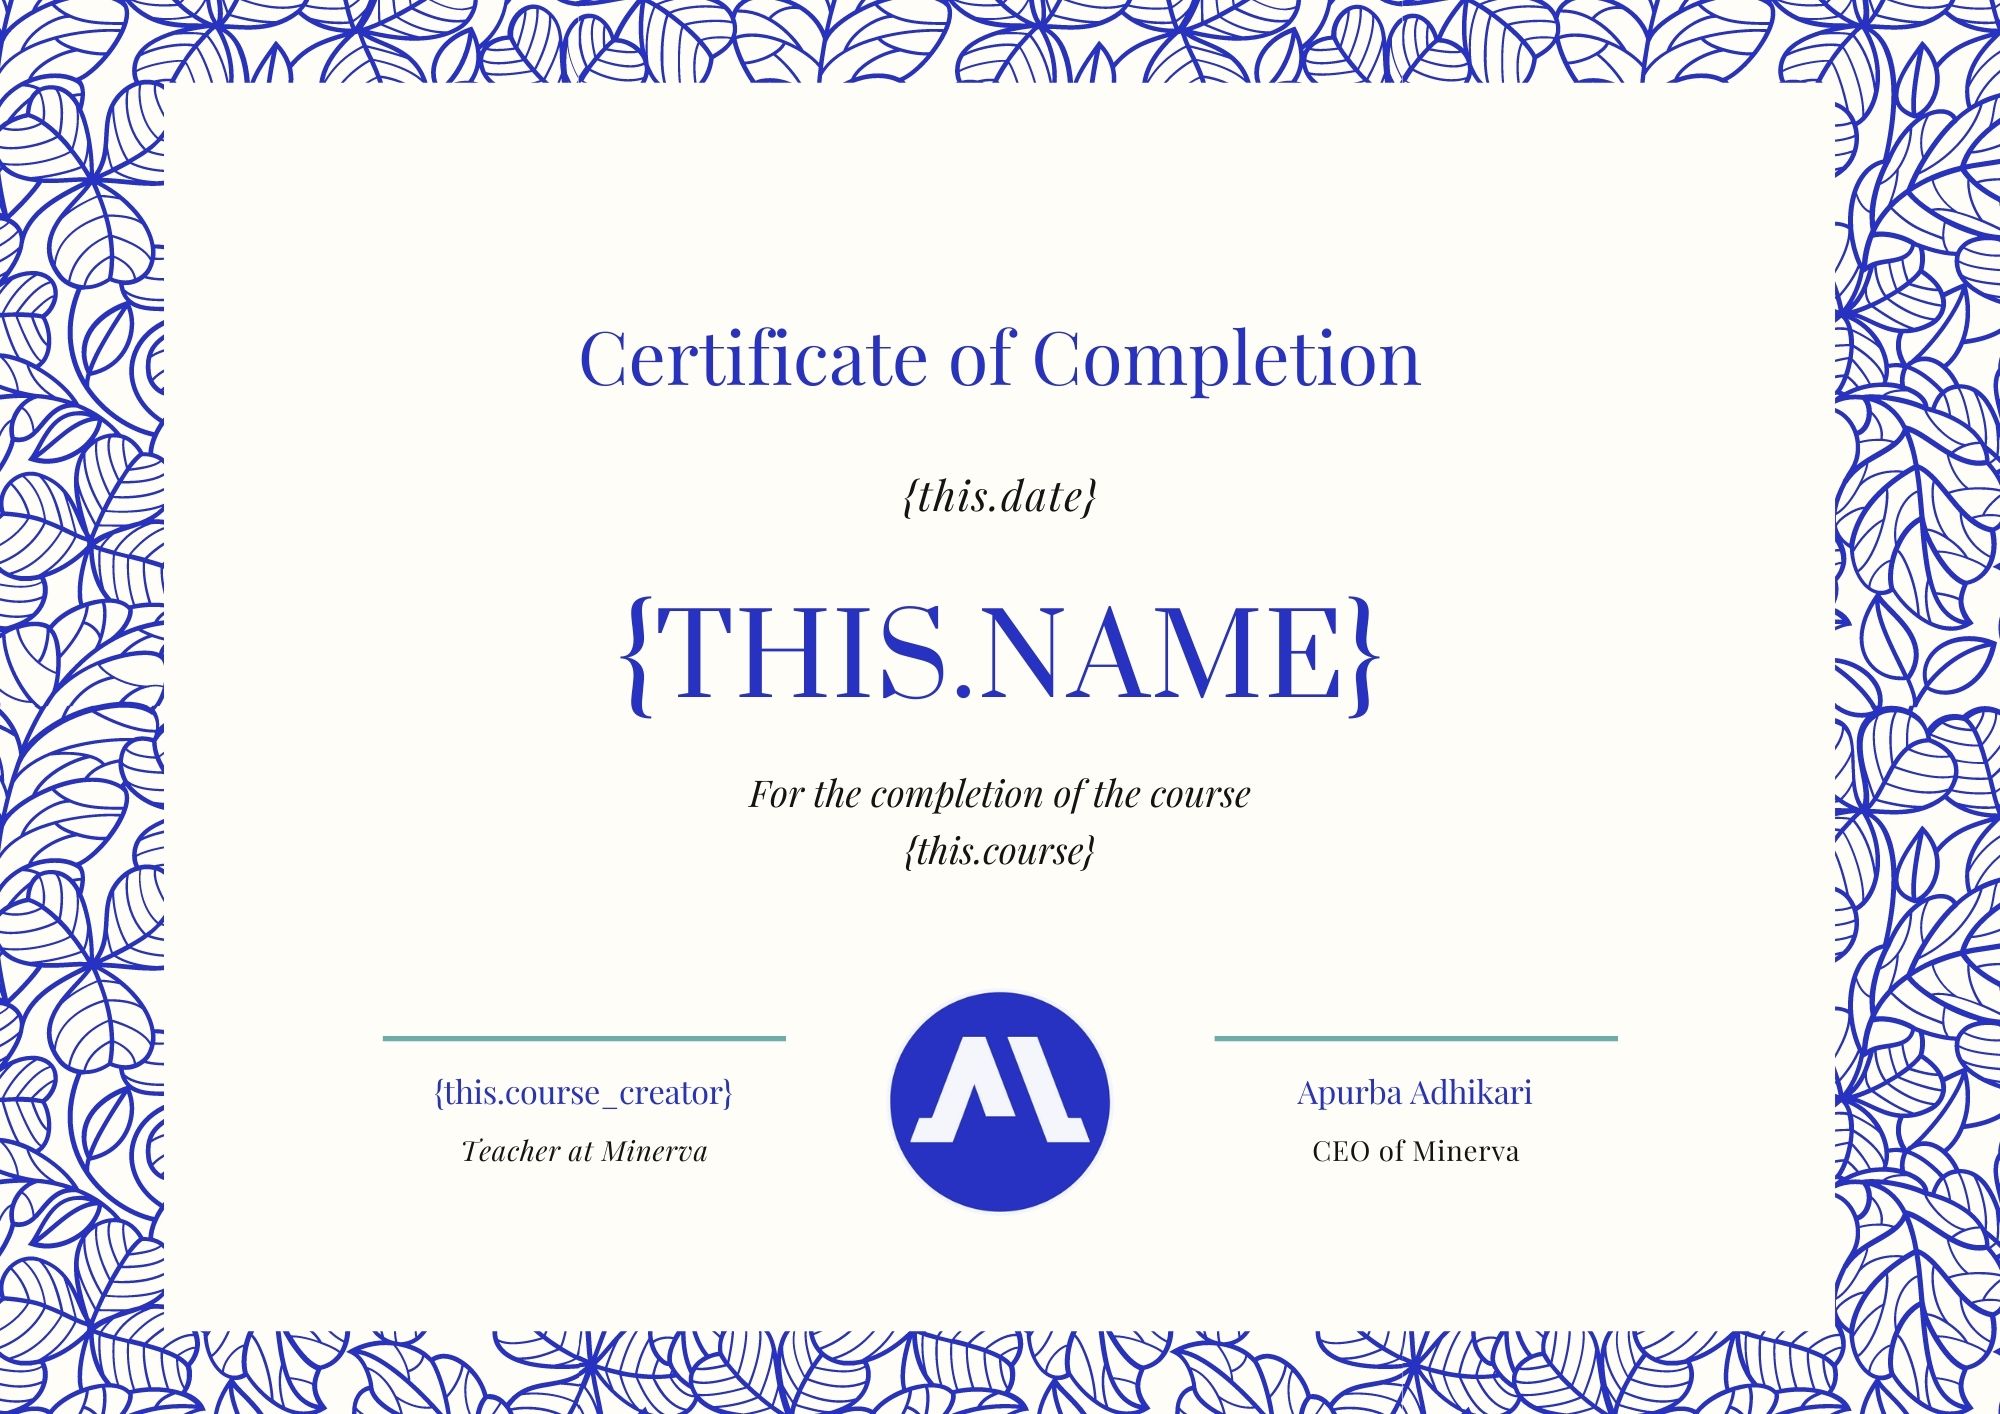 Certificate of Completion
{this.date}
{THIS.NAME}
For the completion of the course
{this.course}
{this.course_creator}
Teacher at Minerva
Apurba Adhikari
CEO of Minerva